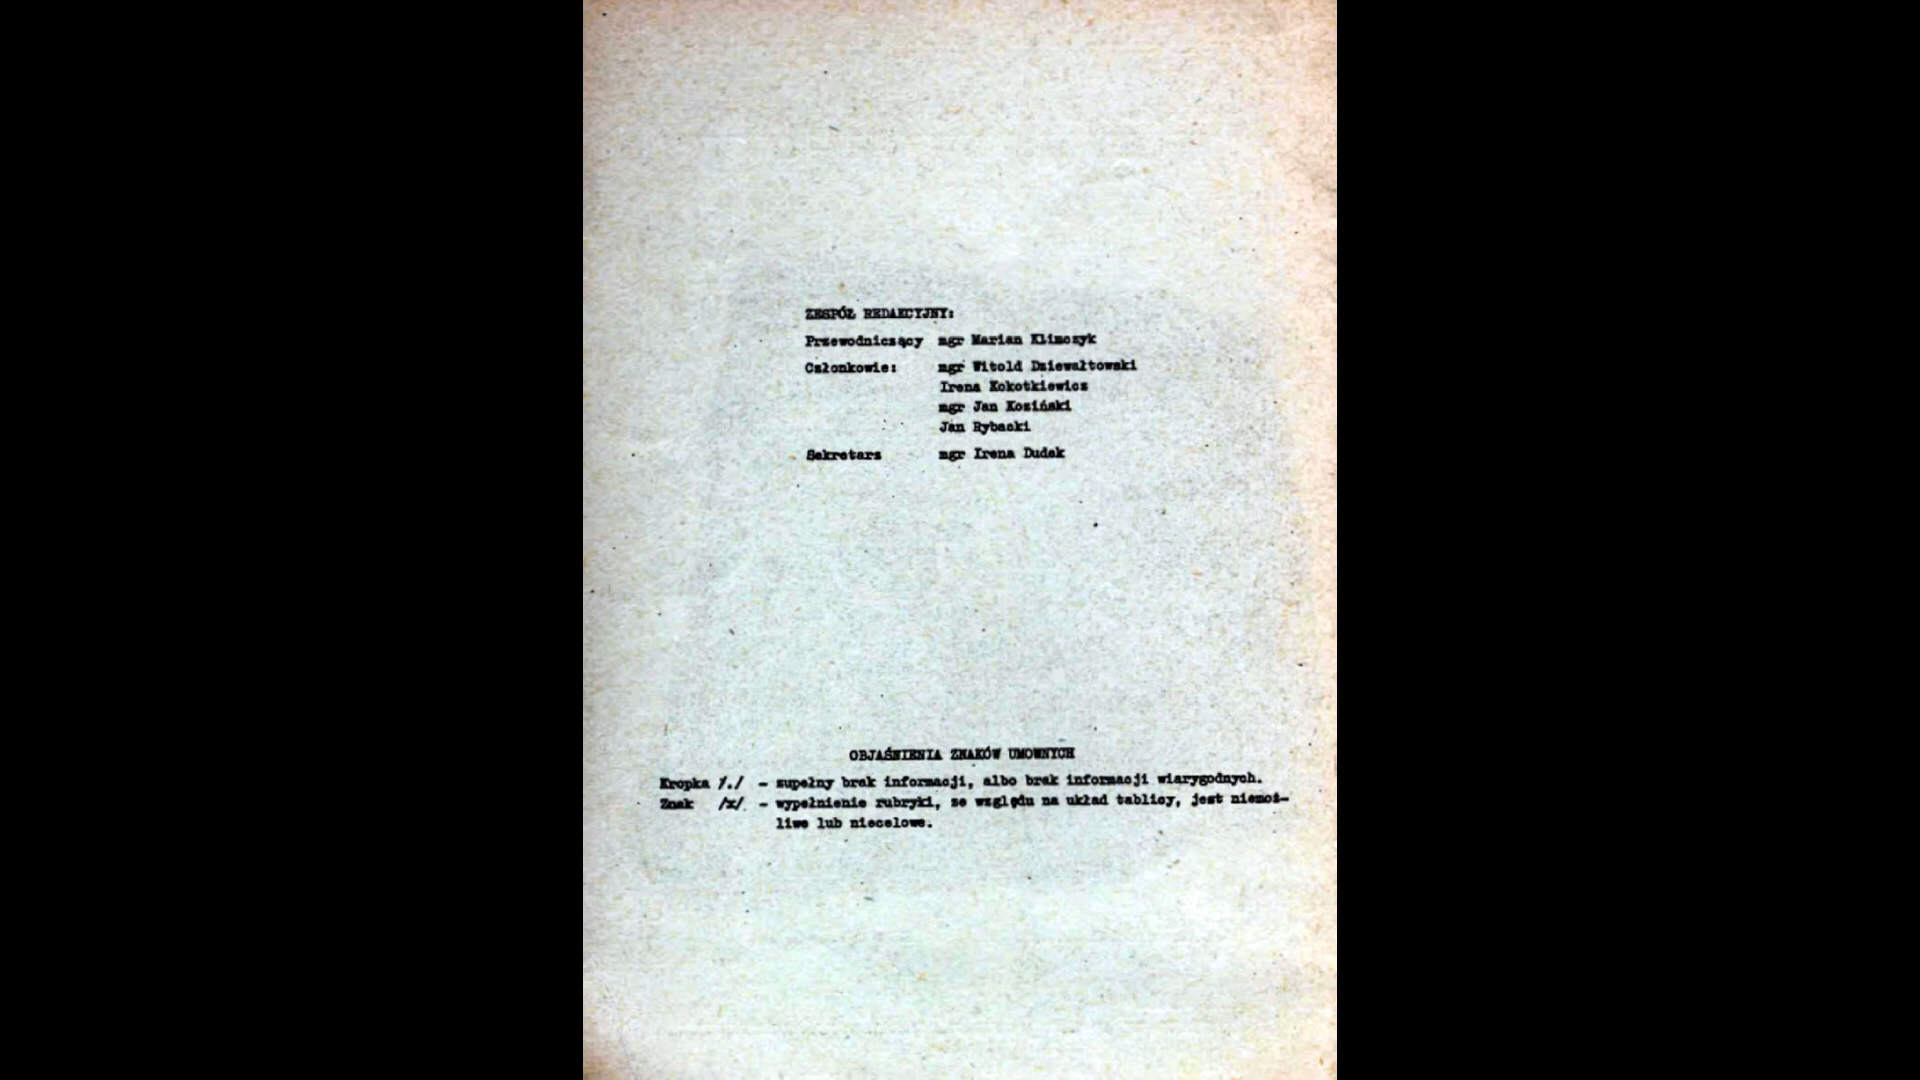 ZESPÓŁ REDAKCYJNY:
Przewodniczący mgr Marian Klimczyk
Członkowie: mgr Witold Dziewałtowski
Irena Kokotkiewicz
mgr Jan Koziński
Jan Rybacki
Sekretarz mgr Irena Dudek
OBJAŚNIENIA ZNAKÓW UMOWNYCH
Kropka /./ - zupełny brak informacji, albo brak informacji wiarygodnych.
Znak /x/ - wypełnienie rubryki, ze względu na układ tablicy, jest niemoż-
liwe lub niecelowe.